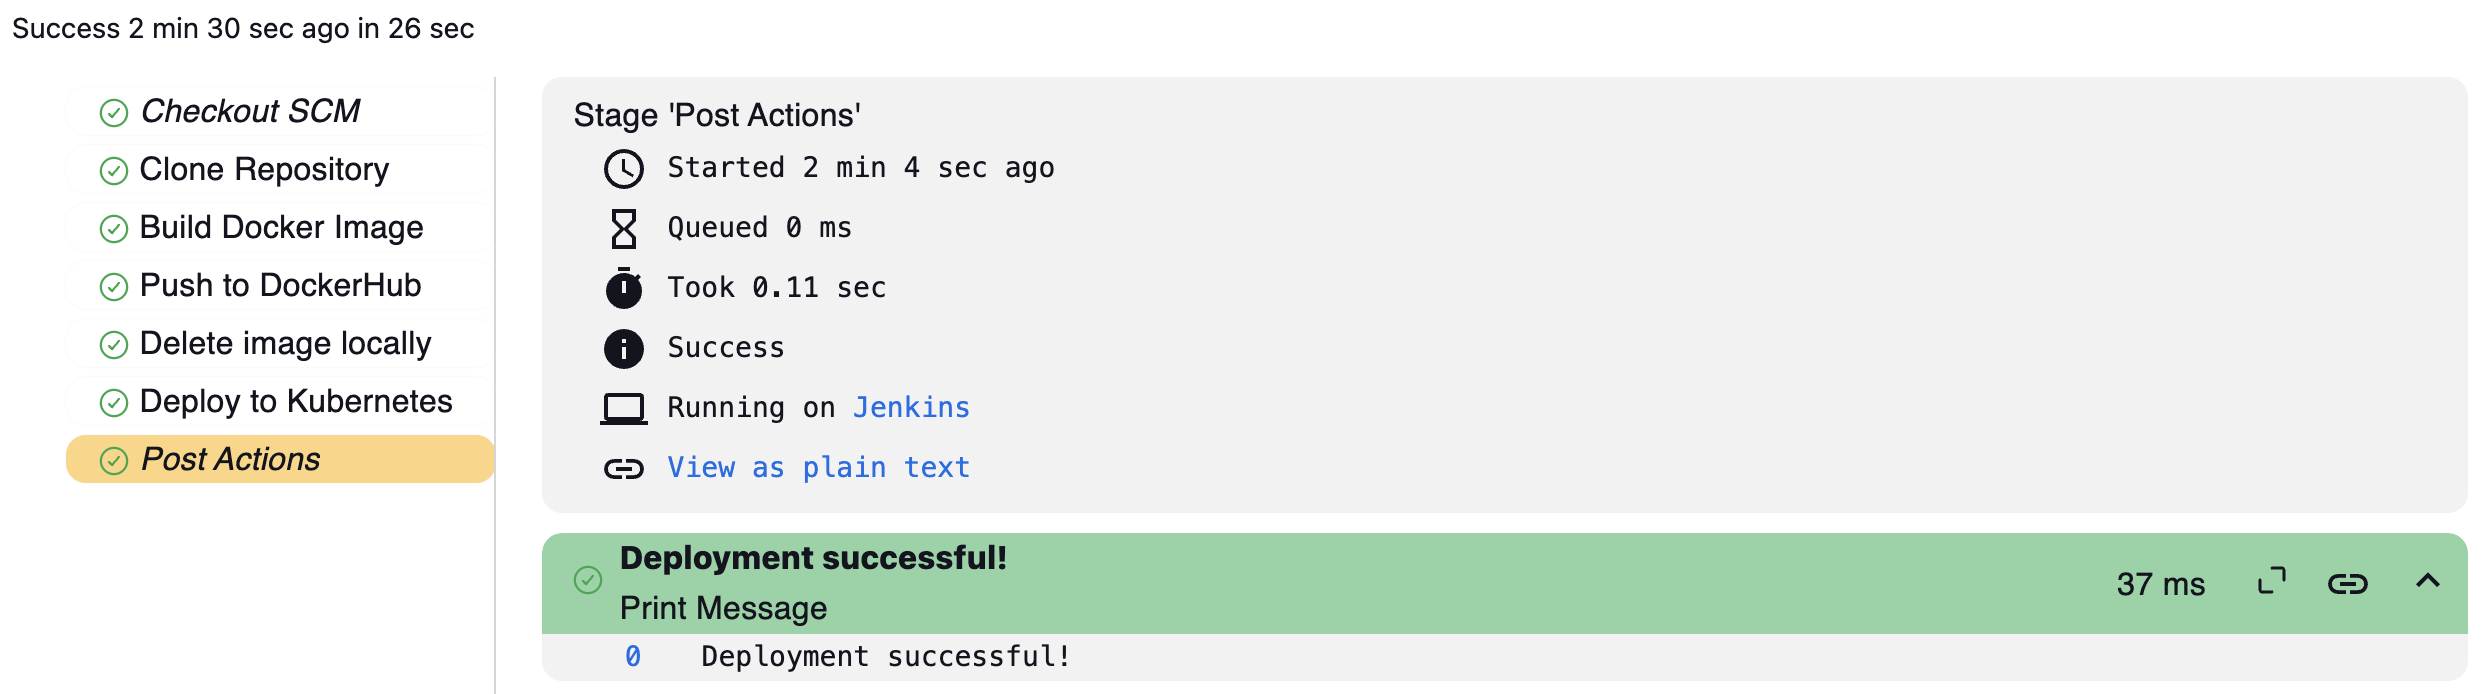 Success 2 min 30 sec ago in 26 sec
Checkout SCM
Clone Repository
Build Docker Image
Push to DockerHub
Delete image locally
Deploy to Kubernetes
Post Actions
Stage 'Post Actions'
Started 2 min 4 sec ago
Queued 0 ms
Took 0.11 sec
Success
Running on Jenkins
View as plain text
Deployment successful!
Print Message
37 ms
0 Deployment successful!